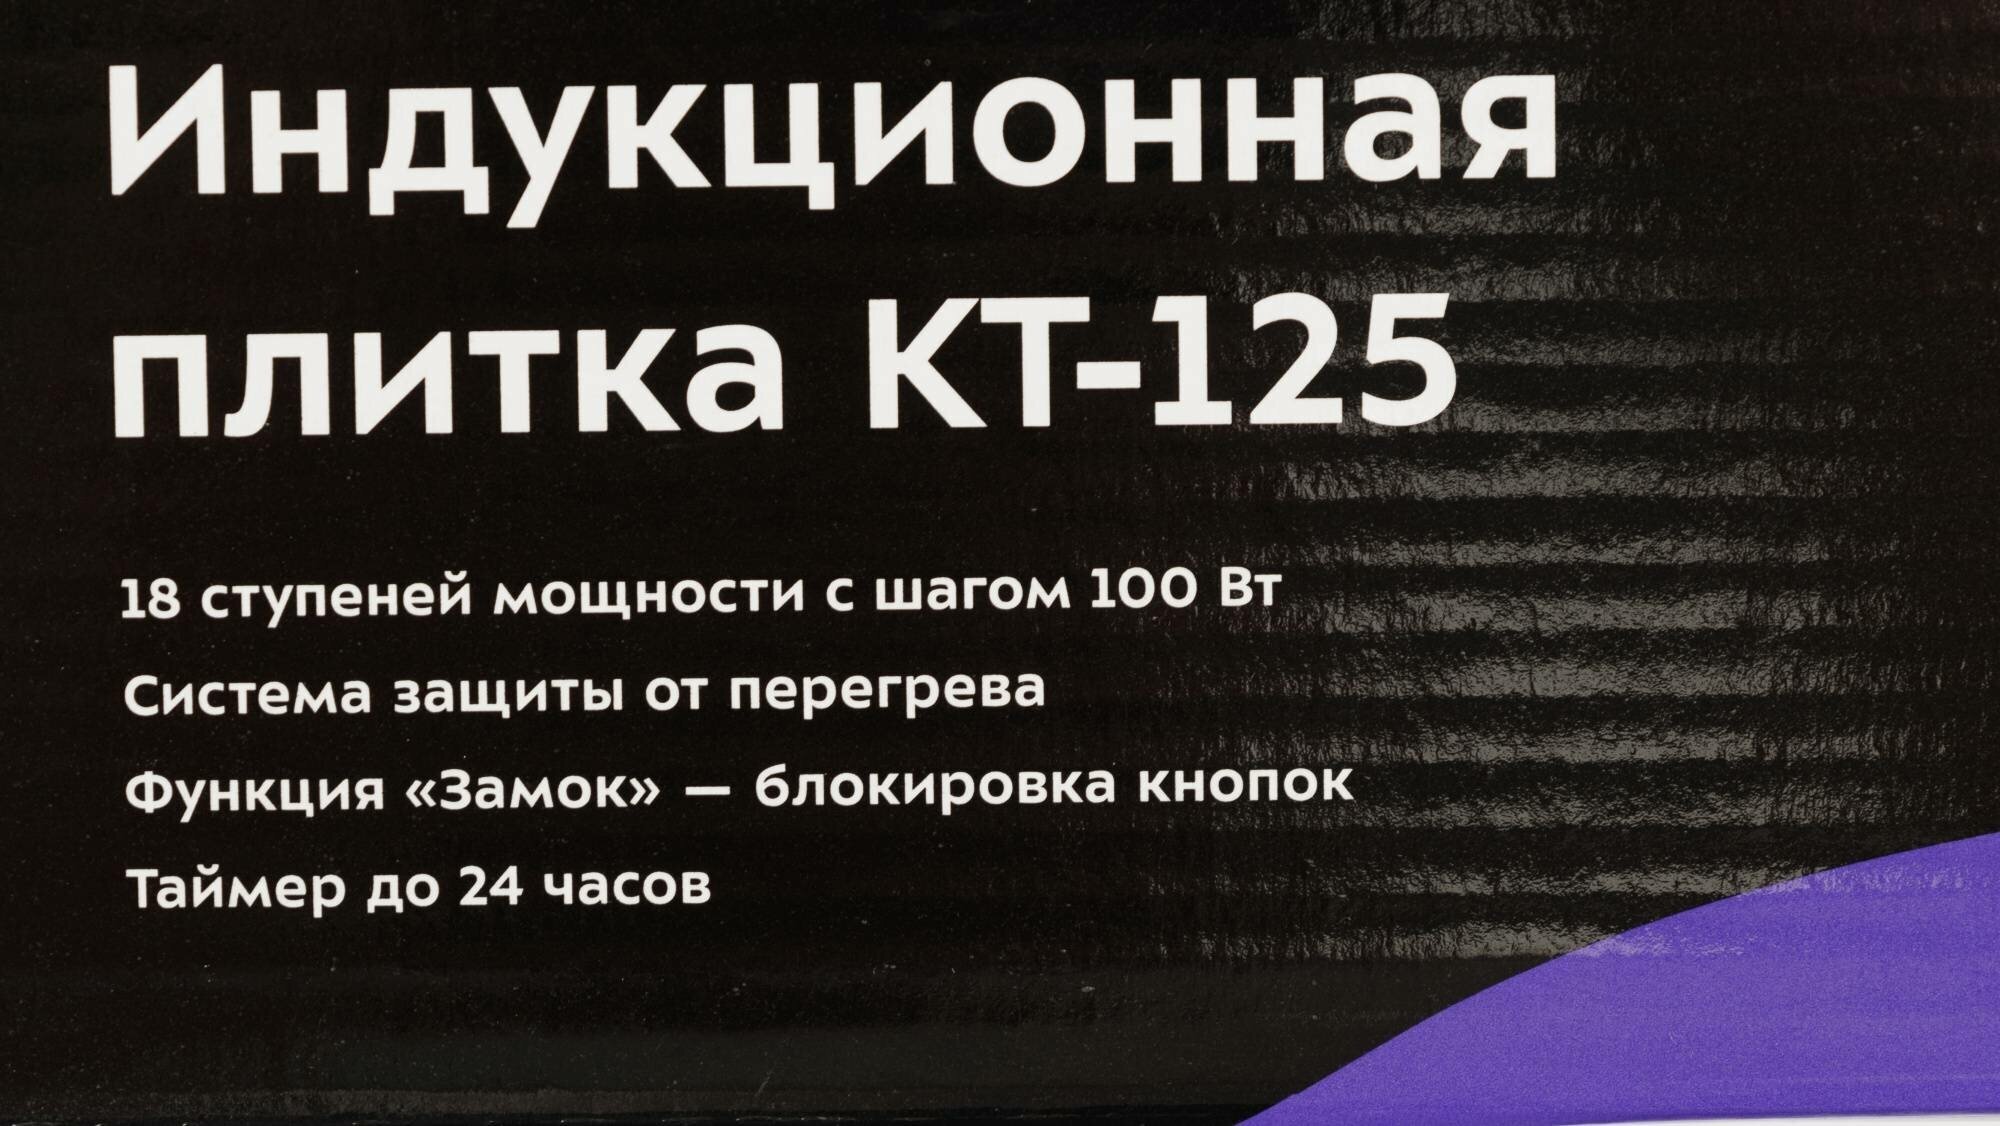 Индукционная
плитка КТ-125
18 ступеней мощности с шагом 100 Вт
Система защиты от перегрева
Функция «Замок» — блокировка кнопок
Таймер до 24 часов